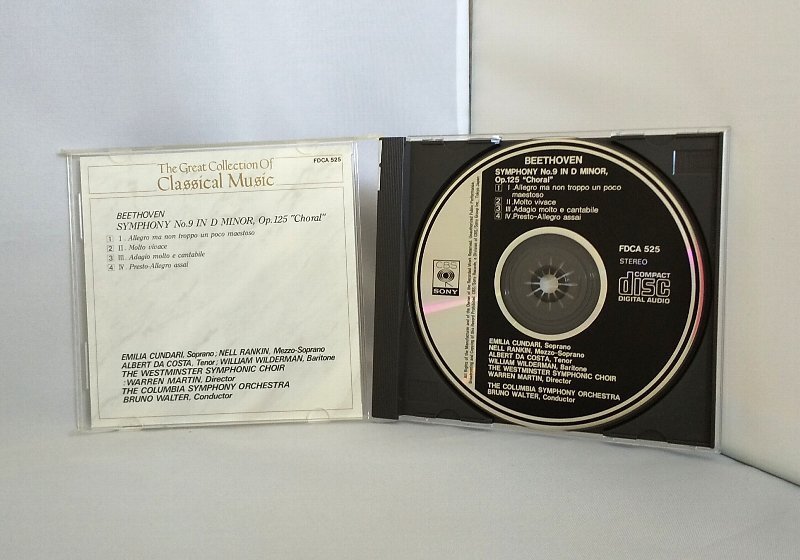 The Great Collection Of
Classical Music
FDCA 525
BEETHOVEN
SYMPHONY No.9 IN D MINOR, Op.125 "Choral"
1 I. Allegro ma non troppo un poco maestoso
2 II. Molto vivace
3 III. Adagio molto e cantabile
4 IV. Presto-Allegro assai
EMILIA CUNDARI, Soprano; NELL RANKIN, Mezzo-Soprano
ALBERT DA COSTA, Tenor; WILLIAM WILDERMAN, Baritone
THE WESTMINSTER SYMPHONIC CHOIR
: WARREN MARTIN, Director
THE COLUMBIA SYMPHONY ORCHESTRA
BRUNO WALTER, Conductor
BEETHOVEN
SYMPHONY No.9 IN D MINOR,
Op.125 "Choral"
1 I. Allegro ma non troppo un poco
maestoso
2 II. Molto vivace
3 III. Adagio molto e cantabile
4 IV. Presto-Allegro assai
FDCA 525
STEREO
COMPACT
disc
DIGITAL AUDIO
CBS
SONY
EMILIA CUNDARI, Soprano
NELL RANKIN, Mezzo-Soprano
ALBERT DA COSTA, Tenor
WILLIAM WILDERMAN, Baritone
THE WESTMINSTER SYMPHONIC CHOIR
WARREN MARTIN, Director
THE COLUMBIA SYMPHONY ORCHESTRA
BRUNO WALTER, Conductor